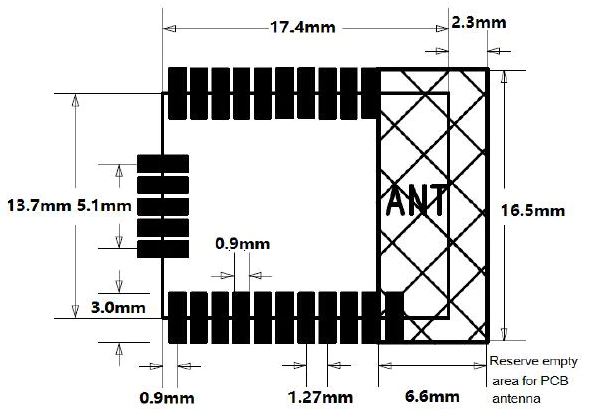 17.4mm
2.3mm
13.7mm 5.1mm
ANT
16.5mm
0.9mm
3.0mm
Reserve empty
area for PCB
antenna
0.9mm
1.27mm
6.6mm